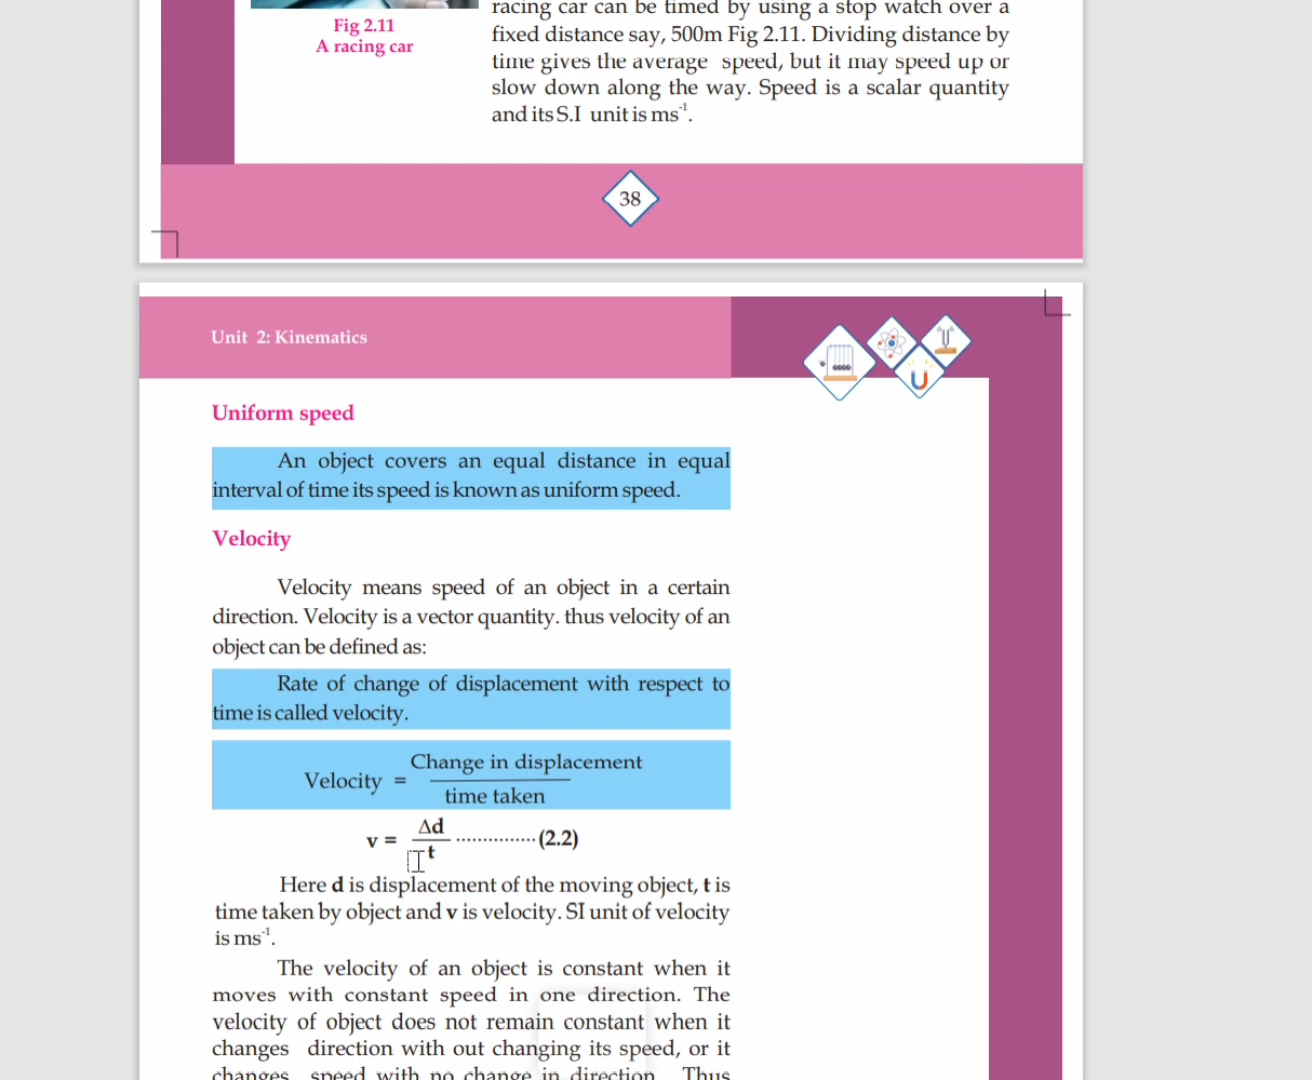 racing car can be timed by using a stop watch over a
Fig 2.11
A racing car
fixed distance say, 500m Fig 2.11. Dividing distance by
time gives the average speed, but it may speed up or
slow down along the way. Speed is a scalar quantity
and its S.I unit is ms⁻¹.
38
Unit 2: Kinematics
Uniform speed
An object covers an equal distance in equal
interval of time its speed is known as uniform speed.
Velocity
Velocity means speed of an object in a certain
direction. Velocity is a vector quantity. thus velocity of an
object can be defined as:
Rate of change of displacement with respect to
time is called velocity.
Change in displacement
Velocity =
time taken
Δd
v = ...............(2.2)
t
Here d is displacement of the moving object, t is
time taken by object and v is velocity. SI unit of velocity
is ms⁻¹.
The velocity of an object is constant when it
moves with constant speed in one direction. The
velocity of object does not remain constant when it
changes direction with out changing its speed, or it
changes speed with no change in direction. Thus